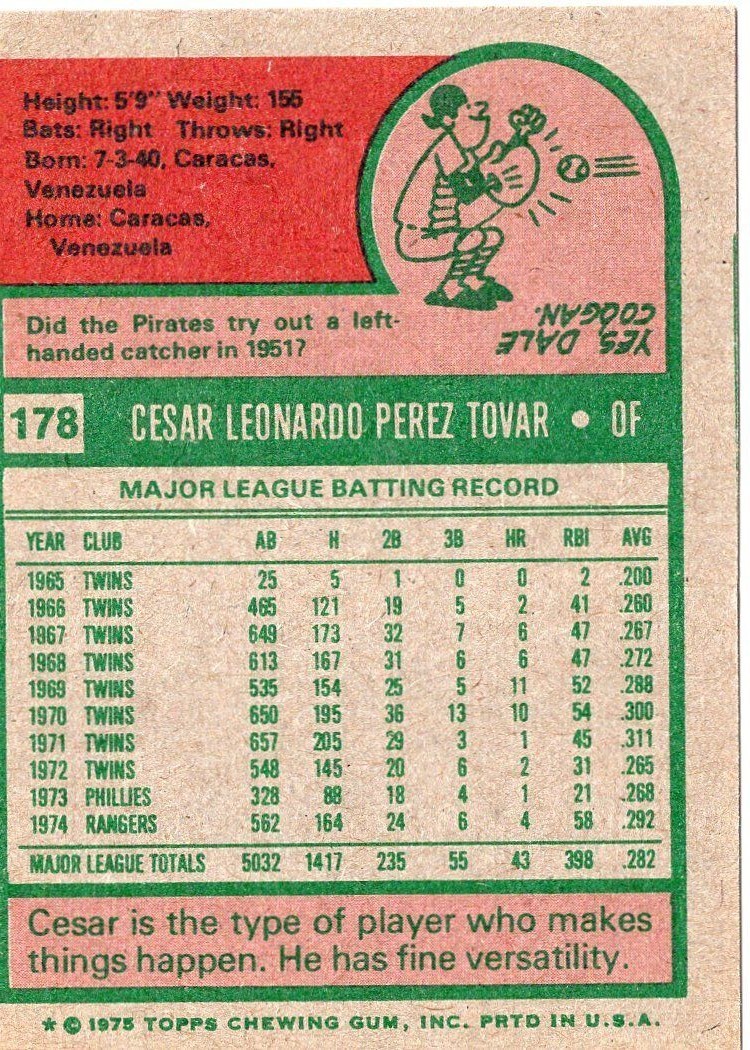 Height: 5'9" Weight: 155
Bats: Right Throws: Right
Born: 7-3-40, Caracas,
Venezuela
Home: Caracas,
Venezuela
Did the Pirates try out a left-
handed catcher in 1951?
YES, DALE
COOGAN.
178 CESAR LEONARDO PEREZ TOVAR • OF
MAJOR LEAGUE BATTING RECORD
YEAR CLUB AB H 2B 3B HR RBI AVG
1965 TWINS 25 5 1 0 0 2 .200
1966 TWINS 465 121 19 5 2 41 .260
1967 TWINS 649 173 32 7 6 47 .267
1968 TWINS 613 167 31 6 6 47 .272
1969 TWINS 535 154 25 5 11 52 .288
1970 TWINS 650 195 36 13 10 54 .300
1971 TWINS 657 205 29 3 1 45 .311
1972 TWINS 548 145 20 6 2 31 .265
1973 PHILLIES 328 88 18 4 1 21 .268
1974 RANGERS 562 164 24 6 4 58 .292
MAJOR LEAGUE TOTALS 5032 1417 235 55 43 398 .282
Cesar is the type of player who makes
things happen. He has fine versatility.
* © 1975 TOPPS CHEWING GUM, INC. PRTD IN U.S.A.